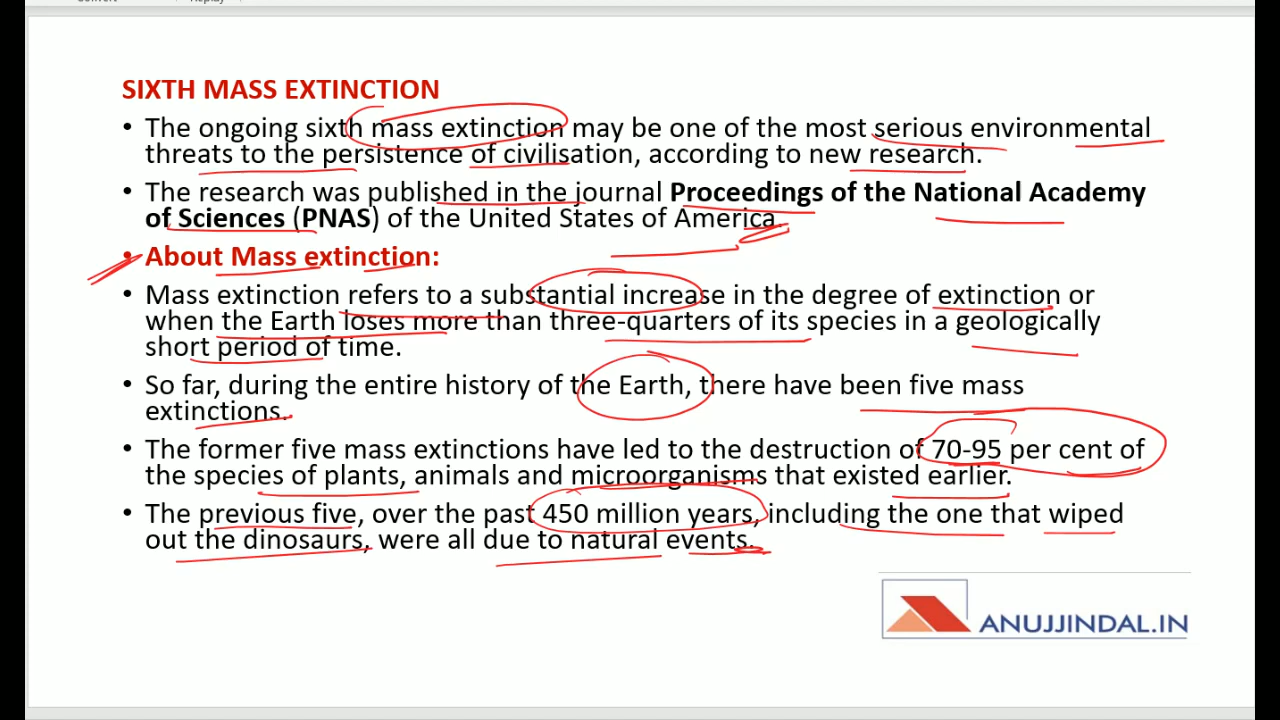 SIXTH MASS EXTINCTION
• The ongoing sixth mass extinction may be one of the most serious environmental
threats to the persistence of civilisation, according to new research.
• The research was published in the journal Proceedings of the National Academy
of Sciences (PNAS) of the United States of America.
• About Mass extinction:
• Mass extinction refers to a substantial increase in the degree of extinction or
when the Earth loses more than three-quarters of its species in a geologically
short period of time.
• So far, during the entire history of the Earth, there have been five mass
extinctions.
• The former five mass extinctions have led to the destruction of 70-95 per cent of
the species of plants, animals and microorganisms that existed earlier.
• The previous five, over the past 450 million years, including the one that wiped
out the dinosaurs, were all due to natural events.
ANUJJINDAL.IN